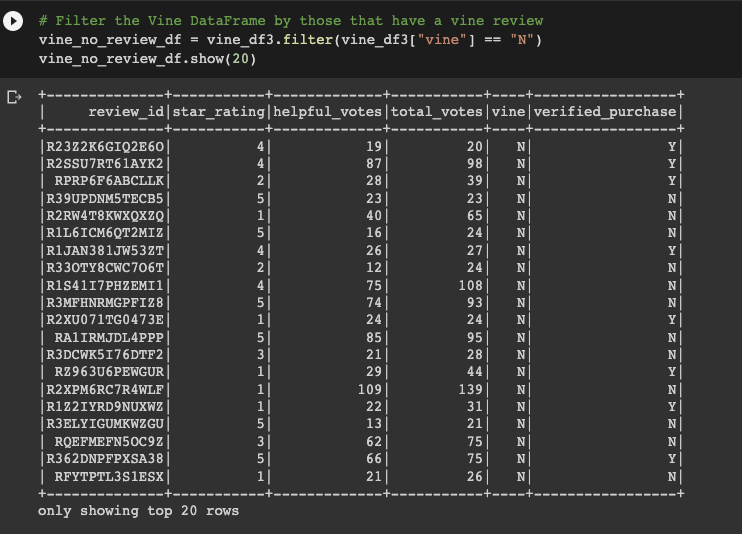 # Filter the Vine DataFrame by those that have a vine review
vine_no_review_df = vine_df3.filter(vine_df3["vine"] == "N")
vine_no_review_df.show(20)
+--------------+-----------+-------------+-----------+----+-----------------+
|     review_id|star_rating|helpful_votes|total_votes|vine|verified_purchase|
+--------------+-----------+-------------+-----------+----+-----------------+
|R23Z2K6GIQ2E6O|          4|           19|         20|   N|                Y|
|R2SSU7RT61AYK2|          4|           87|         98|   N|                Y|
| RPRP6F6ABCLLK|          2|           28|         39|   N|                Y|
|R39UPDNM5TECB5|          5|           23|         23|   N|                N|
|R2RW4T8KWXQXZQ|          1|           40|         65|   N|                N|
|R1L6ICM6QT2MIZ|          5|           16|         24|   N|                N|
|R1JAN381JW53ZT|          4|           26|         27|   N|                Y|
|R33OTY8CWC7O6T|          2|           12|         24|   N|                N|
|R1S41I7PHZEMI1|          4|           75|        108|   N|                N|
|R3MFHNRMGPFIZ8|          5|           74|         93|   N|                N|
|R2XU071TG0473E|          1|           24|         24|   N|                Y|
| RA1IRMJDL4PPP|          5|           85|         95|   N|                N|
|R3DCWK5I76DTF2|          3|           21|         28|   N|                N|
| RZ963U6PEWGUR|          1|           29|         44|   N|                Y|
|R2XPM6RC7R4WLF|          1|          109|        139|   N|                N|
|R1Z2IYRD9NUXWZ|          1|           22|         31|   N|                Y|
|R3ELYIGUMKWZGU|          5|           13|         21|   N|                N|
| RQEFMEFN5OC9Z|          3|           62|         75|   N|                N|
|R362DNPFPXSA38|          5|           66|         75|   N|                Y|
| RFYTPTL3S1ESX|          1|           21|         26|   N|                N|
+--------------+-----------+-------------+-----------+----+-----------------+
only showing top 20 rows